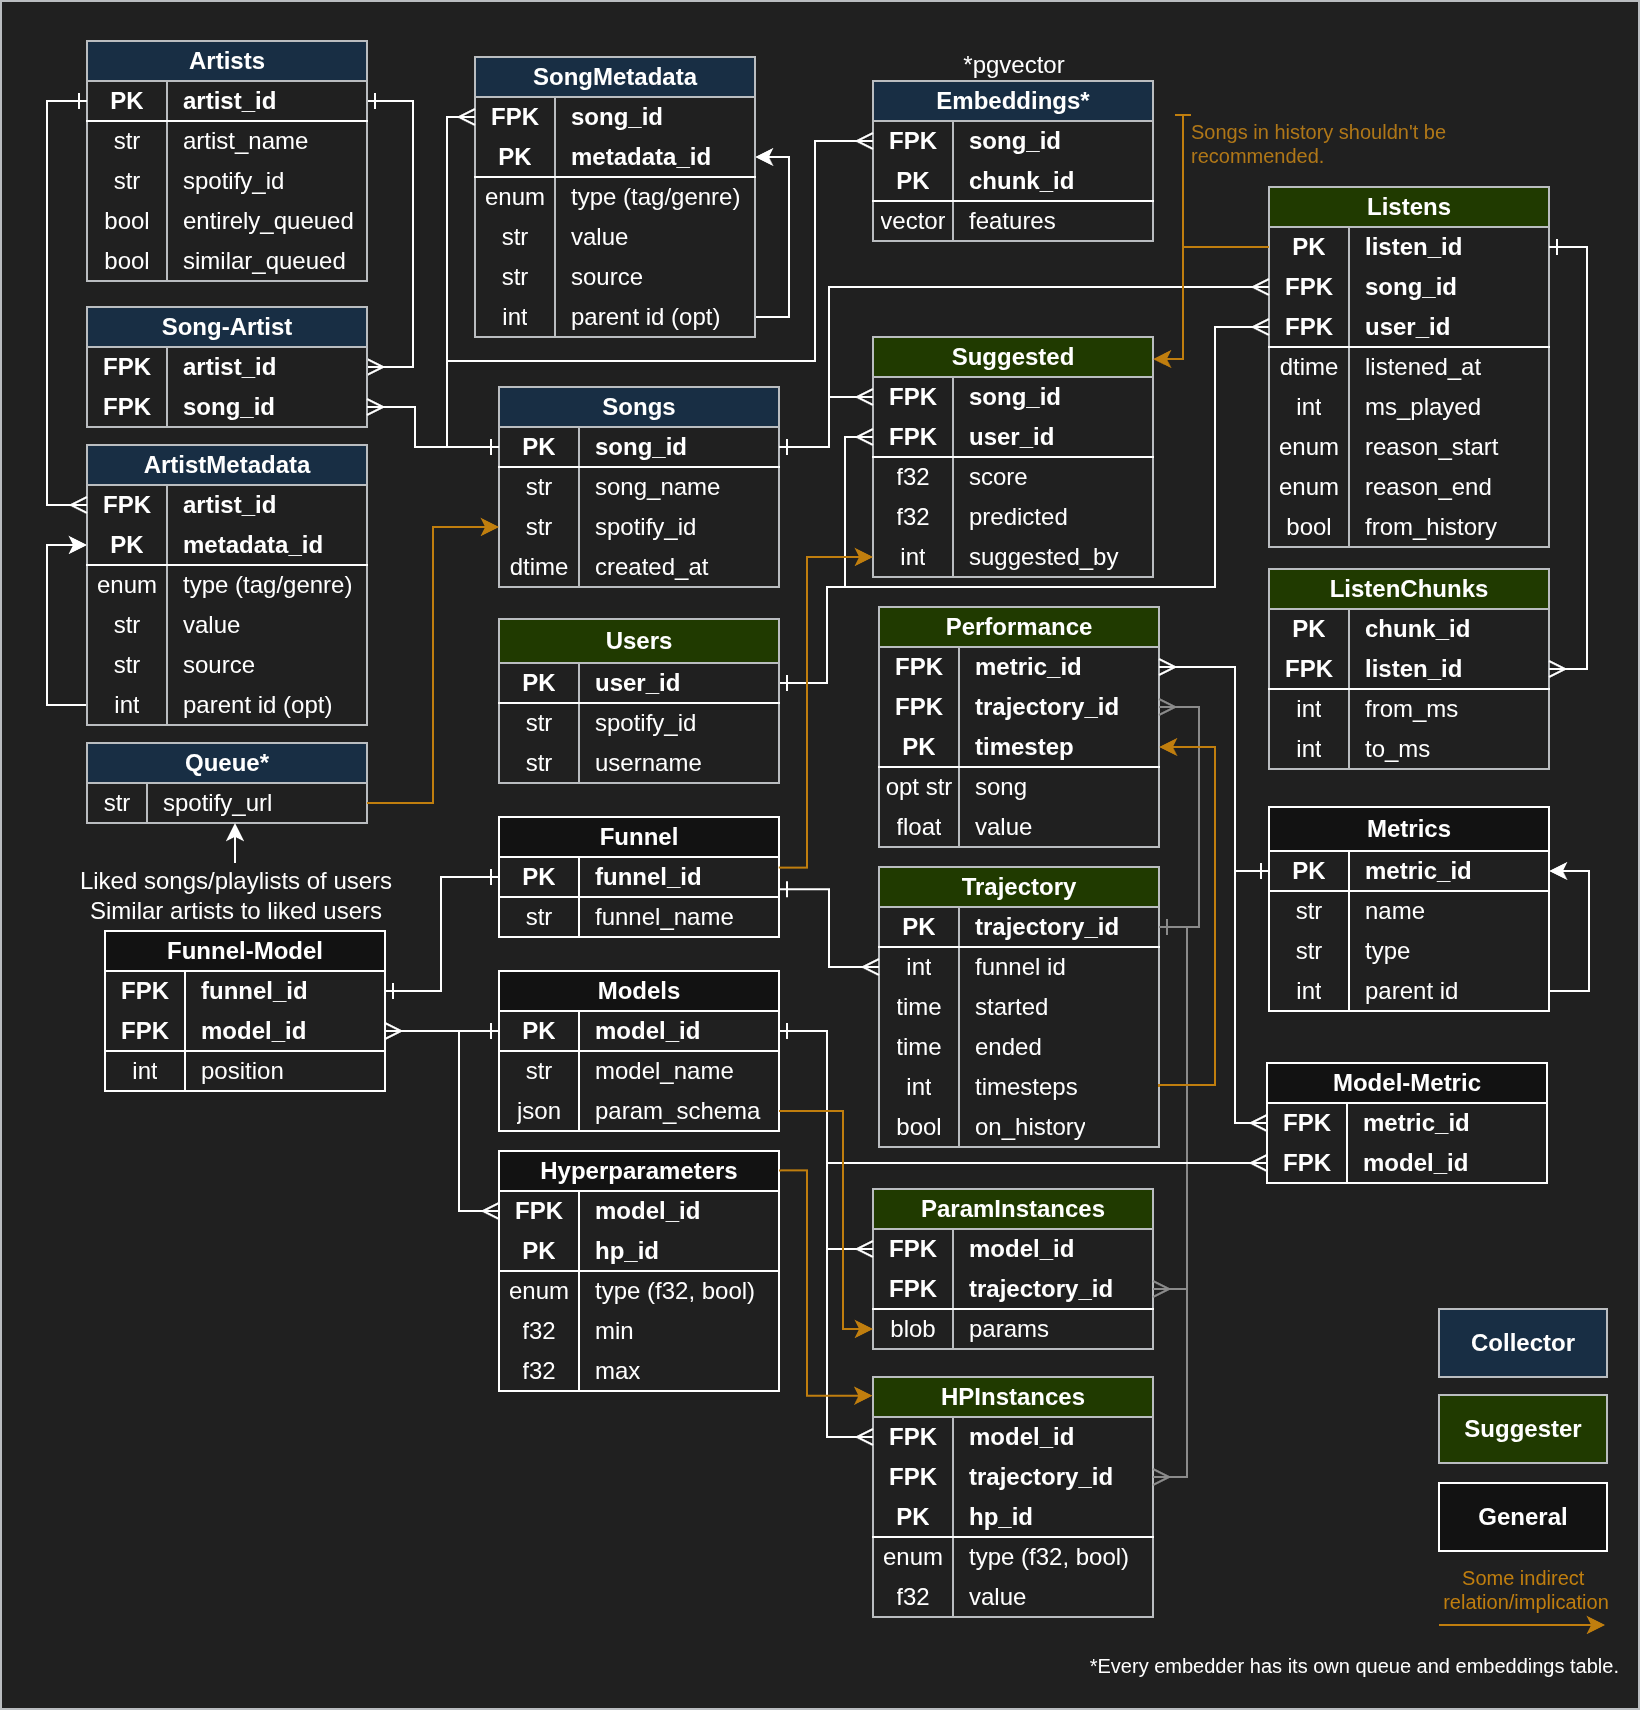 Artists
PK artist_id
str artist_name
str spotify_id
bool entirely_queued
bool similar_queued
Song-Artist
FPK artist_id
FPK song_id
ArtistMetadata
FPK artist_id
PK metadata_id
enum type (tag/genre)
str value
str source
int parent id (opt)
Queue*
str spotify_url
Liked songs/playlists of users
Similar artists to liked users
Funnel-Model
FPK funnel_id
FPK model_id
int position
SongMetadata
FPK song_id
PK metadata_id
enum type (tag/genre)
str value
str source
int parent id (opt)
Songs
PK song_id
str song_name
str spotify_id
dtime created_at
Users
PK user_id
str spotify_id
str username
Funnel
PK funnel_id
str funnel_name
Models
PK model_id
str model_name
json param_schema
Hyperparameters
FPK model_id
PK hp_id
enum type (f32, bool)
f32 min
f32 max
*pgvector
Embeddings*
FPK song_id
PK chunk_id
vector features
Suggested
FPK song_id
FPK user_id
f32 score
f32 predicted
int suggested_by
Performance
FPK metric_id
FPK trajectory_id
PK timestep
opt str song
float value
Trajectory
PK trajectory_id
int funnel id
time started
time ended
int timesteps
bool on_history
ParamInstances
FPK model_id
FPK trajectory_id
blob params
HPInstances
FPK model_id
FPK trajectory_id
PK hp_id
enum type (f32, bool)
f32 value
Songs in history shouldn't be
recommended.
Listens
PK listen_id
FPK song_id
FPK user_id
dtime listened_at
int ms_played
enum reason_start
enum reason_end
bool from_history
ListenChunks
PK chunk_id
FPK listen_id
int from_ms
int to_ms
Metrics
PK metric_id
str name
str type
int parent id
Model-Metric
FPK metric_id
FPK model_id
Collector
Suggester
General
Some indirect
relation/implication
*Every embedder has its own queue and embeddings table.